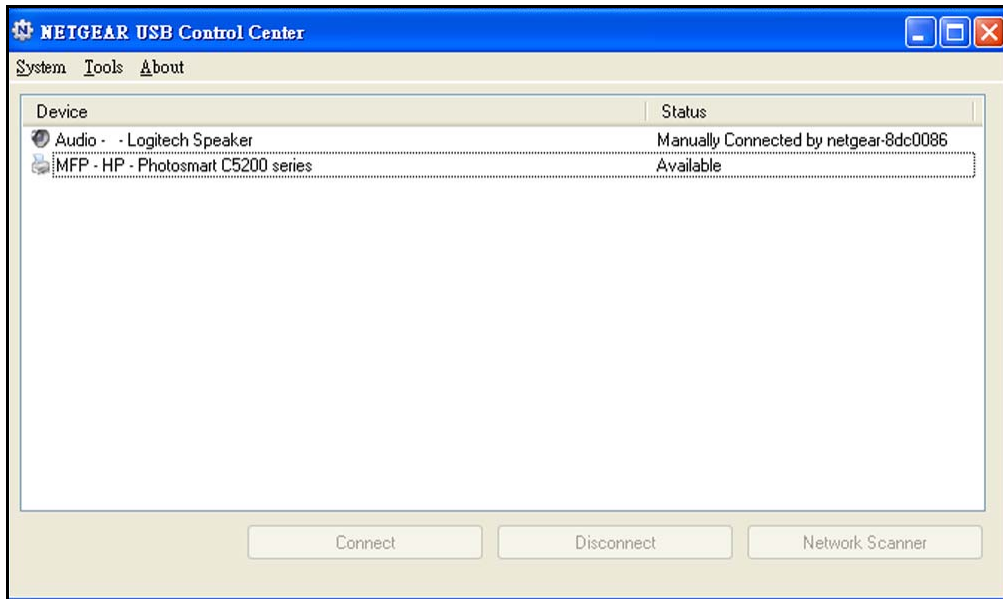 NETGEAR USB Control Center
System Tools About
Device Status
Audio - - Logitech Speaker Manually Connected by netgear-8dc0086
MFP - HP - Photosmart C5200 series Available
Connect Disconnect Network Scanner